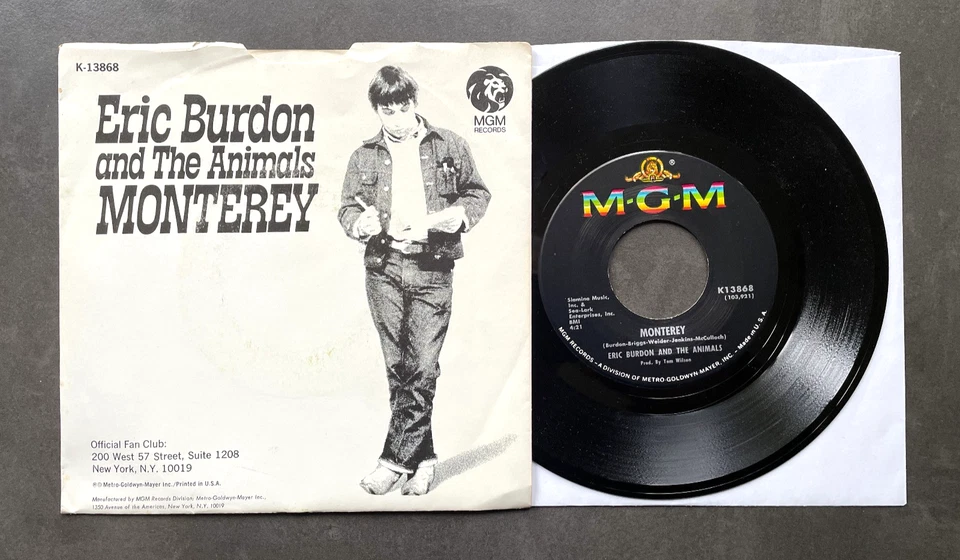 K-13868
Eric Burdon
and The Animals
MONTEREY
MGM
RECORDS
Official Fan Club:
200 West 57 Street, Suite 1208
New York, N.Y. 10019
℗© Metro-Goldwyn-Mayer Inc./Printed in U.S.A.
Manufactured by MGM Records Division, Metro-Goldwyn-Mayer Inc.,
1350 Avenue of the Americas, New York, N.Y. 10019
®
M-G-M
K13868
(103,931)
Slamina Music,
Inc. &
Sea-Lark
Enterprises, Inc.
BMI
4:21
MONTEREY
(Burdon-Briggs-Weider-Jenkins-McCulloch)
ERIC BURDON AND THE ANIMALS
Prod. By Tom Wilson
MGM RECORDS - A DIVISION OF METRO-GOLDWYN-MAYER, INC. - Made in U.S.A.